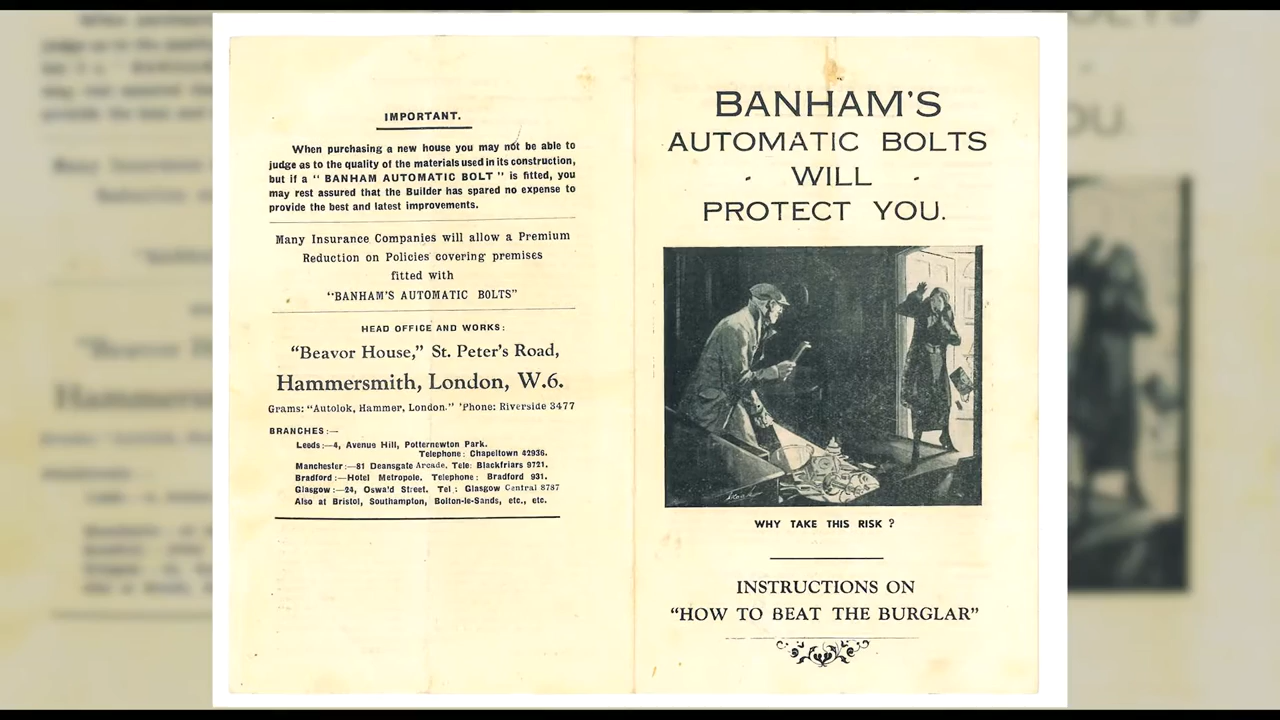 IMPORTANT.
When purchasing a new house you may not be able to
judge as to the quality of the materials used in its construction,
but if a " BANHAM AUTOMATIC BOLT " is fitted, you
may rest assured that the Builder has spared no expense to
provide the best and latest improvements.
Many Insurance Companies will allow a Premium
Reduction on Policies covering premises
fitted with
"BANHAM'S AUTOMATIC BOLTS"
HEAD OFFICE AND WORKS:
"Beavor House," St. Peter's Road,
Hammersmith, London, W.6.
Grams: "Autolok, Hammer, London." 'Phone: Riverside 3477
BRANCHES:—
Leeds:—4, Avenue Hill, Potternewton Park.
Telephone: Chapeltown 42936.
Manchester:—81 Deansgate Arcade. Tele: Blackfriars 9721.
Bradford:—Hotel Metropole. Telephone: Bradford 931.
Glasgow:—24, Oswa'd Street. Tel: Glasgow Central 8787
Also at Bristol, Southampton, Bolton-le-Sands, etc., etc.
BANHAM'S
AUTOMATIC BOLTS
- WILL -
PROTECT YOU.
WHY TAKE THIS RISK ?
INSTRUCTIONS ON
"HOW TO BEAT THE BURGLAR"